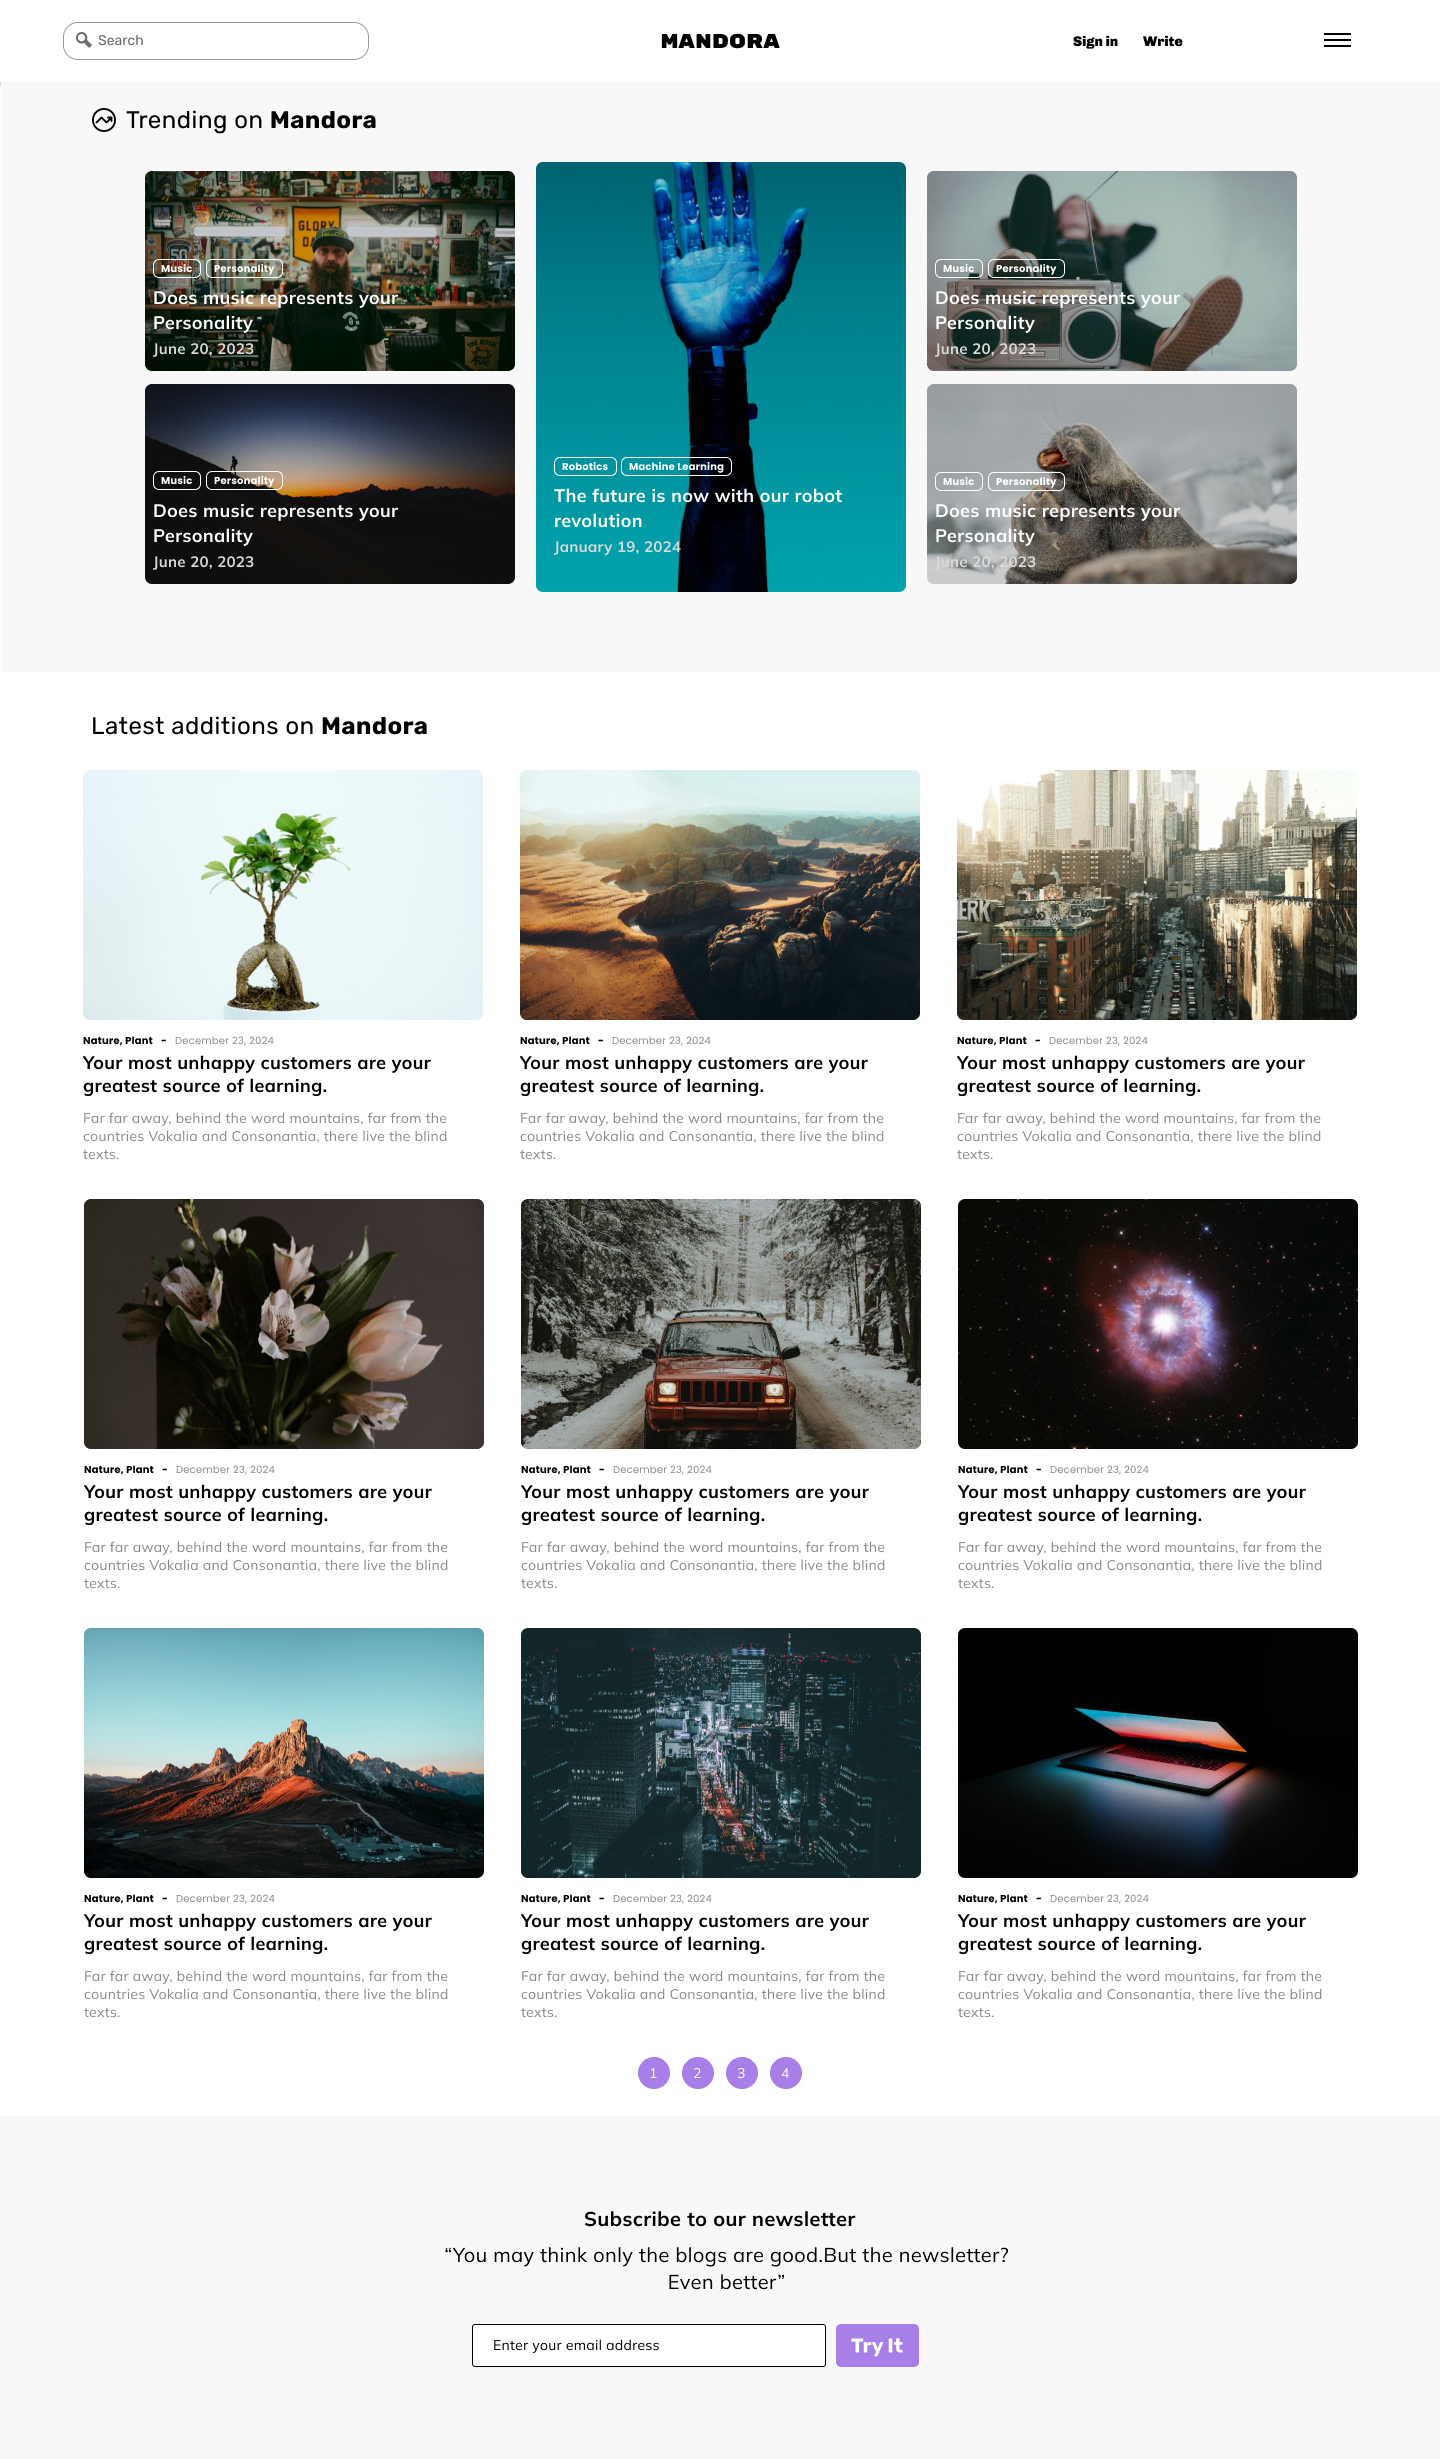 Search
MANDORA
Sign in
Write
Trending on Mandora
GLORY
50
Music
Personality
Does music represents your
Personality
June 20, 2023
Music
Personality
Does music represents your
Personality
June 20, 2023
Robotics
Machine Learning
The future is now with our robot
revolution
January 19, 2024
Music
Personality
Does music represents your
Personality
June 20, 2023
Music
Personality
Does music represents your
Personality
June 20, 2023
Latest additions on Mandora
ERK
Nature, Plant - December 23, 2024
Your most unhappy customers are your
greatest source of learning.
Far far away, behind the word mountains, far from the
countries Vokalia and Consonantia, there live the blind
texts.
Nature, Plant - December 23, 2024
Your most unhappy customers are your
greatest source of learning.
Far far away, behind the word mountains, far from the
countries Vokalia and Consonantia, there live the blind
texts.
Nature, Plant - December 23, 2024
Your most unhappy customers are your
greatest source of learning.
Far far away, behind the word mountains, far from the
countries Vokalia and Consonantia, there live the blind
texts.
Nature, Plant - December 23, 2024
Your most unhappy customers are your
greatest source of learning.
Far far away, behind the word mountains, far from the
countries Vokalia and Consonantia, there live the blind
texts.
Nature, Plant - December 23, 2024
Your most unhappy customers are your
greatest source of learning.
Far far away, behind the word mountains, far from the
countries Vokalia and Consonantia, there live the blind
texts.
Nature, Plant - December 23, 2024
Your most unhappy customers are your
greatest source of learning.
Far far away, behind the word mountains, far from the
countries Vokalia and Consonantia, there live the blind
texts.
Nature, Plant - December 23, 2024
Your most unhappy customers are your
greatest source of learning.
Far far away, behind the word mountains, far from the
countries Vokalia and Consonantia, there live the blind
texts.
Nature, Plant - December 23, 2024
Your most unhappy customers are your
greatest source of learning.
Far far away, behind the word mountains, far from the
countries Vokalia and Consonantia, there live the blind
texts.
Nature, Plant - December 23, 2024
Your most unhappy customers are your
greatest source of learning.
Far far away, behind the word mountains, far from the
countries Vokalia and Consonantia, there live the blind
texts.
1 2 3 4
Subscribe to our newsletter
“You may think only the blogs are good.But the newsletter?
Even better”
Enter your email address
Try It